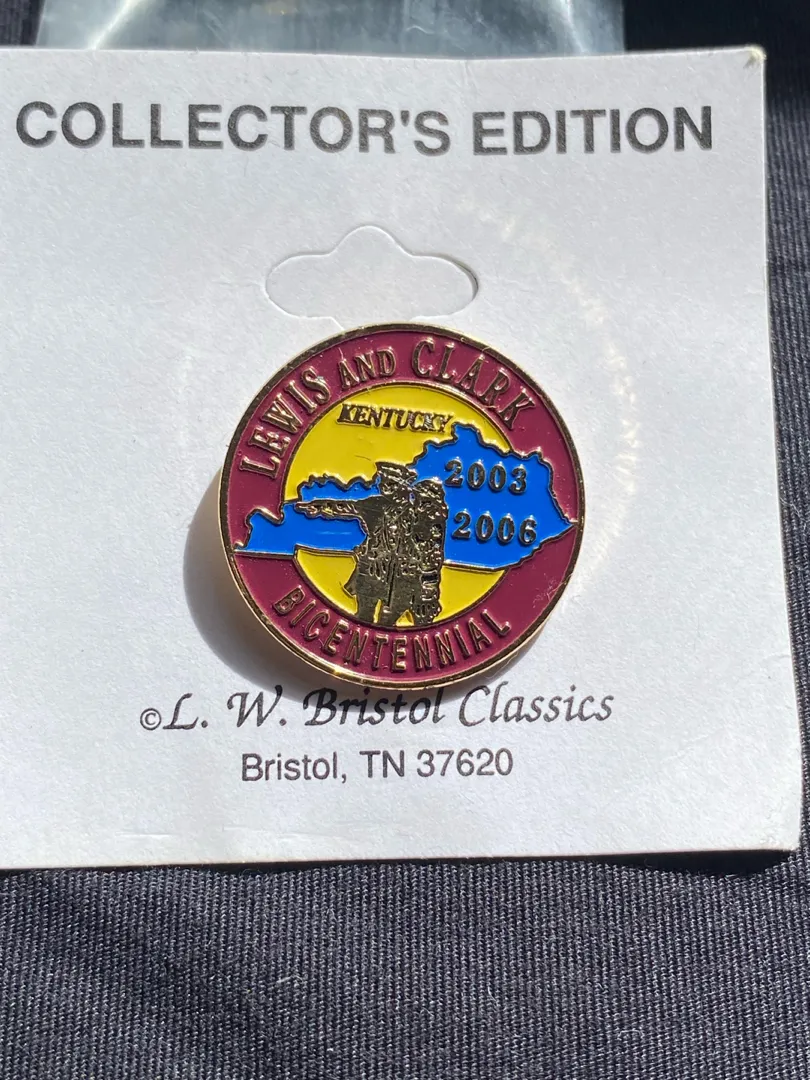 COLLECTOR'S EDITION
LEWIS AND CLARK
KENTUCKY
2003
2006
BICENTENNIAL
©L. W. Bristol Classics
Bristol, TN 37620